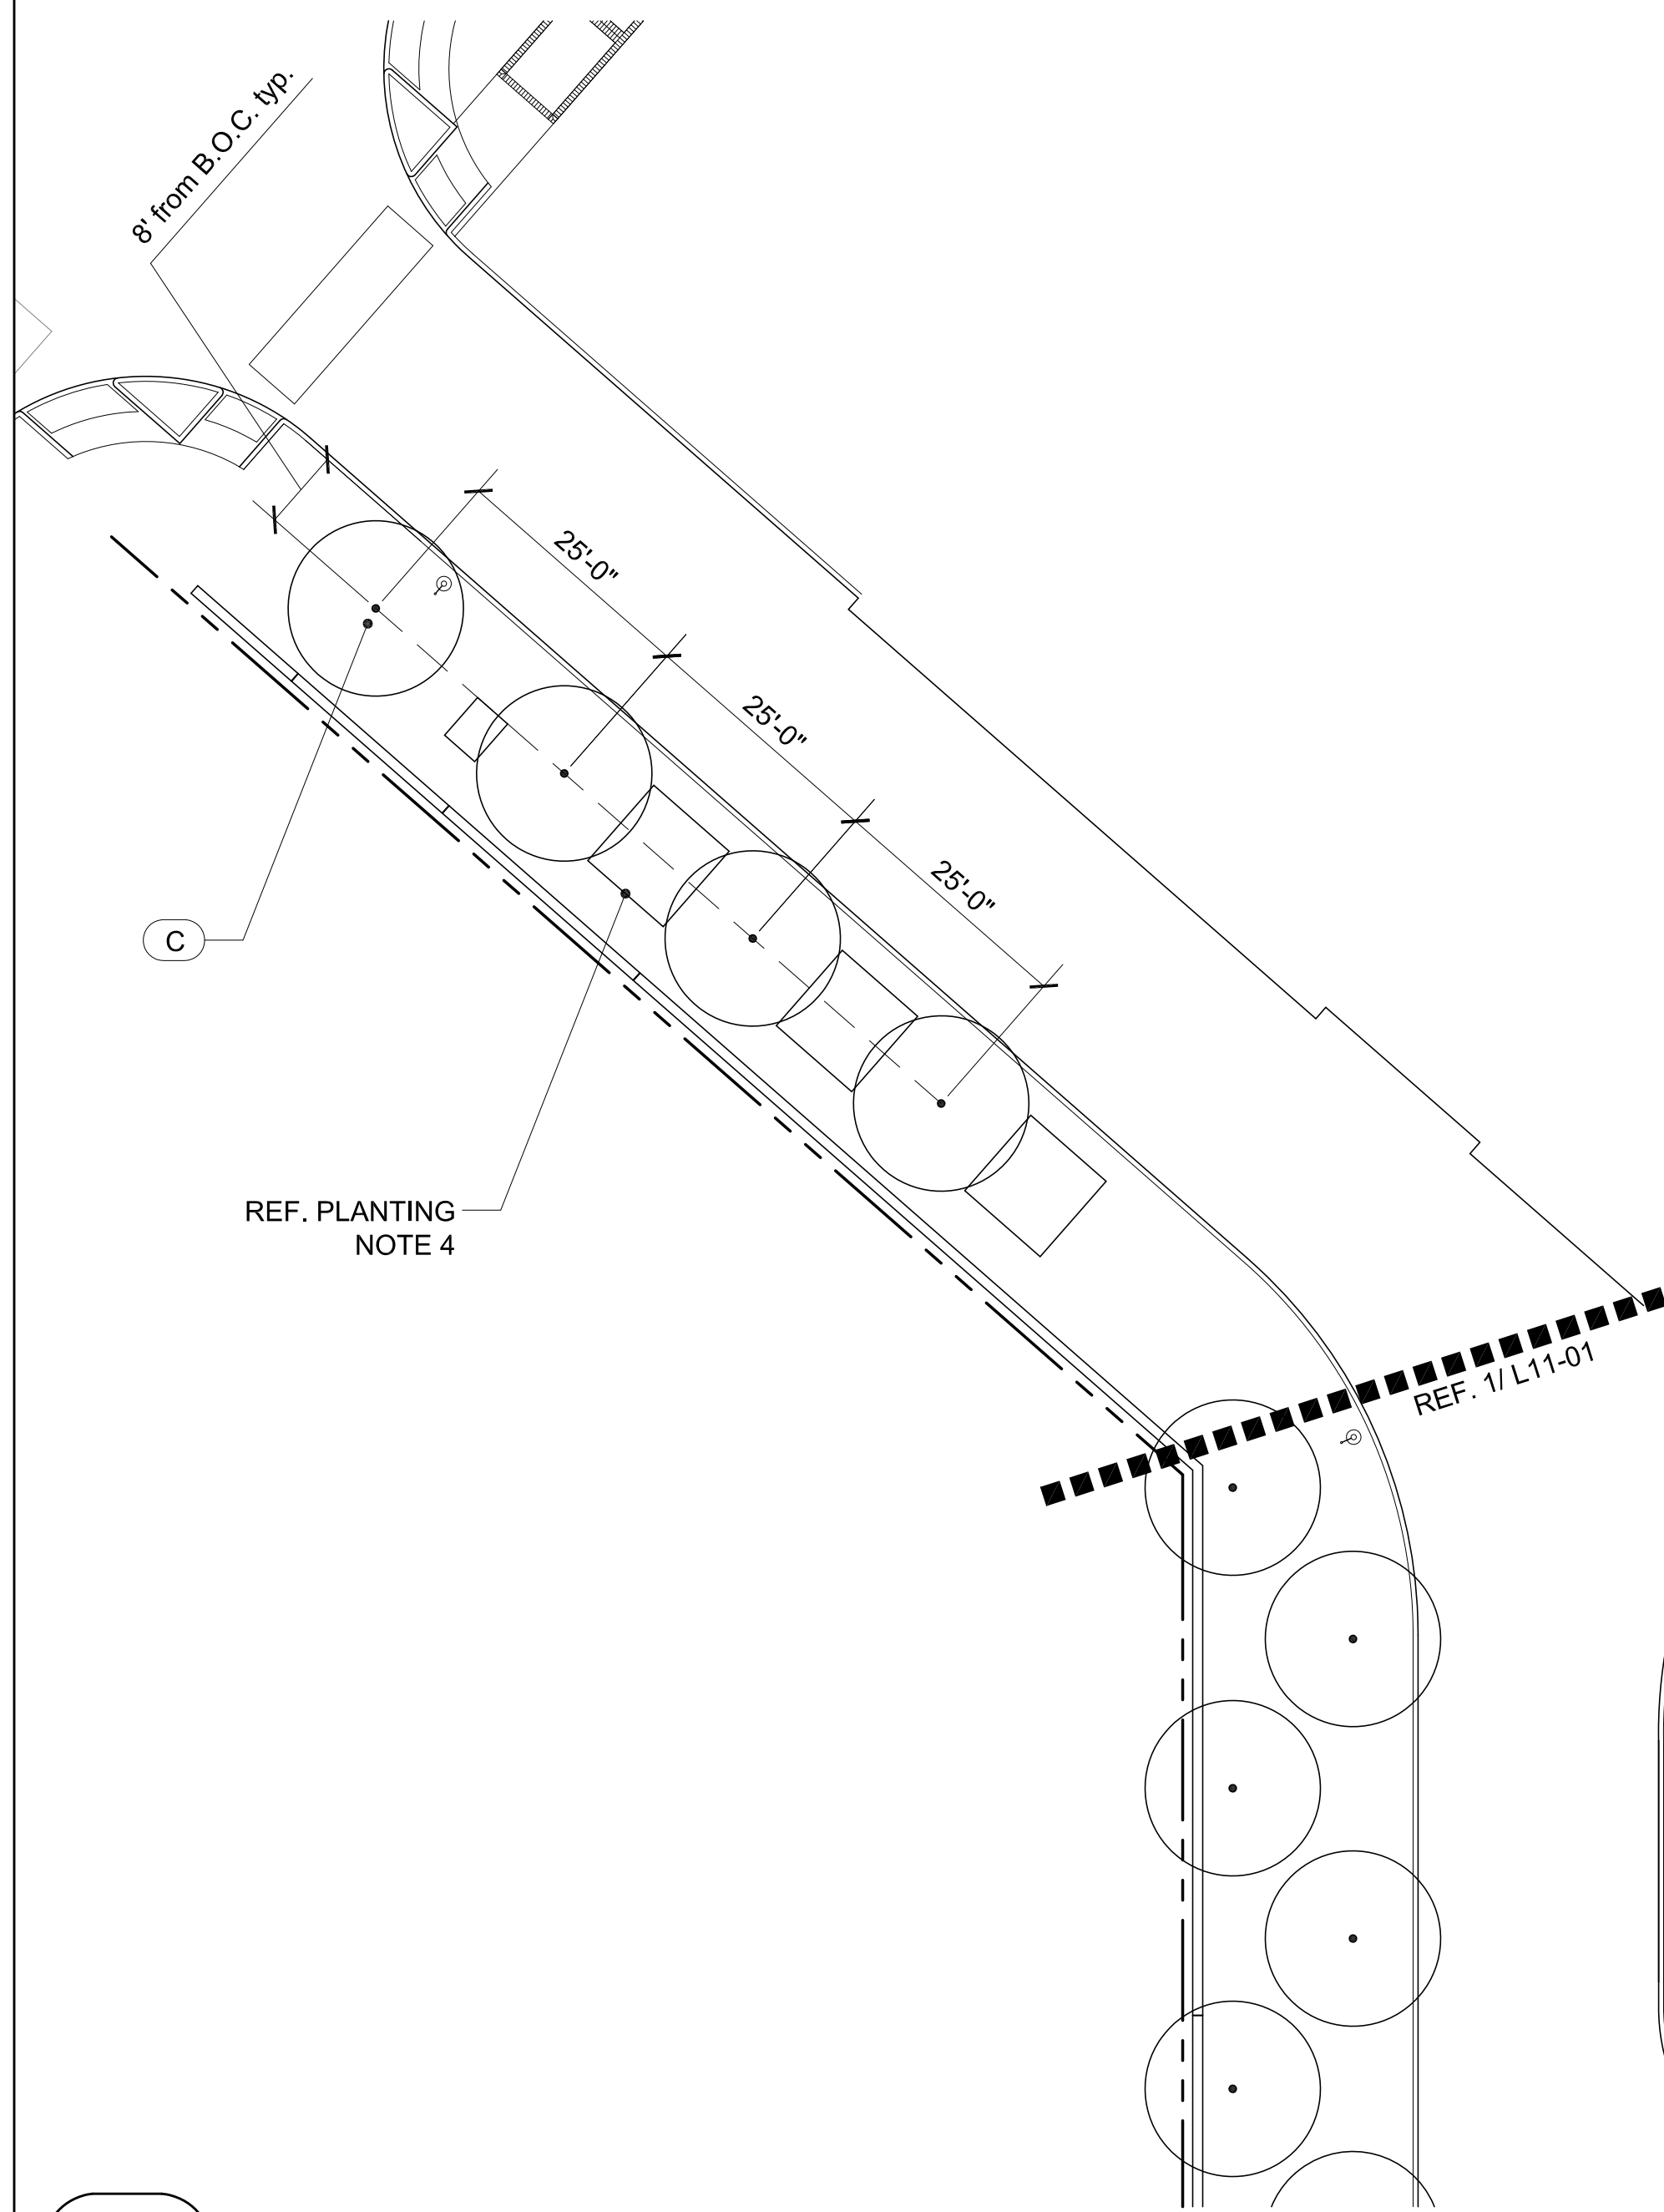 8' from B.O.C. typ.
25'-0"
25'-0"
25'-0"
C
REF. PLANTING
NOTE 4
REF. 1/ L11-01